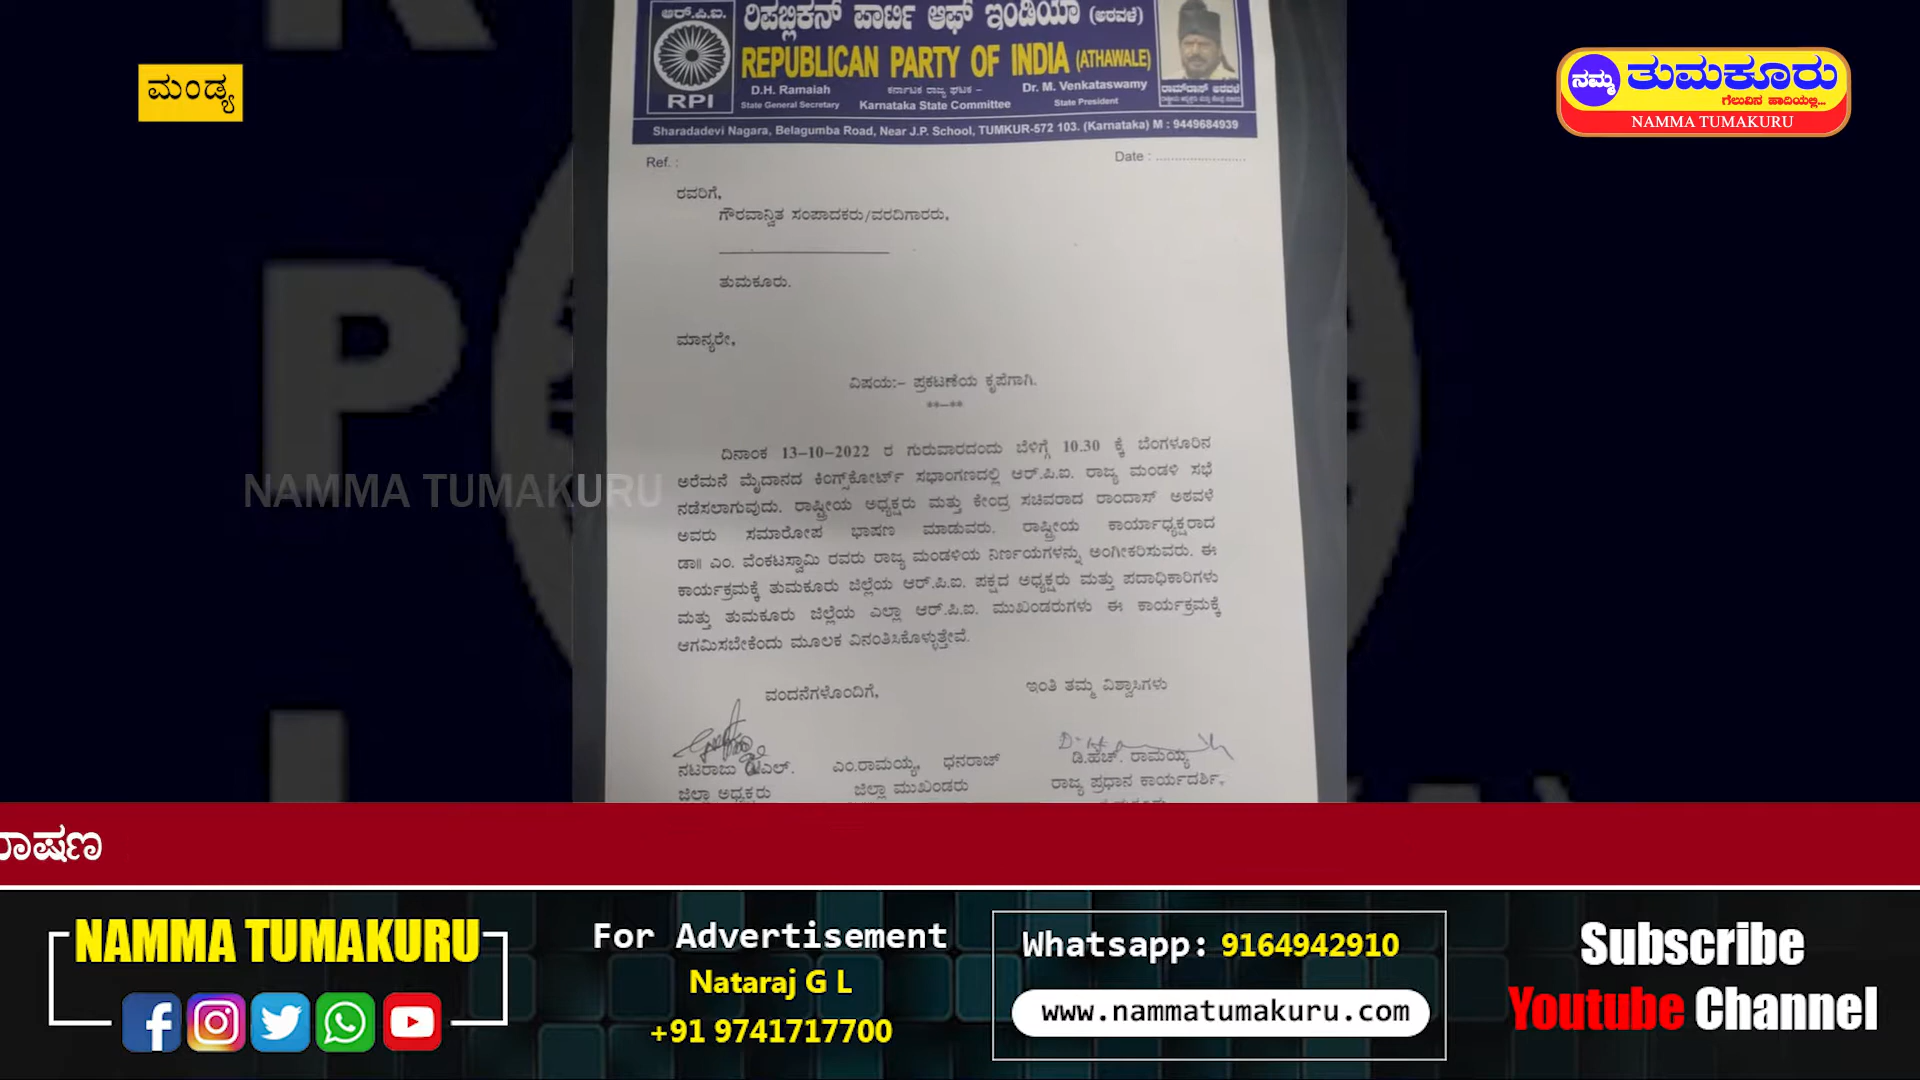 ಮಂಡ್ಯ
ಆರ್.ಪಿ.ಐ.
RPI
ರಿಪಬ್ಲಿಕನ್ ಪಾರ್ಟಿ ಆಫ್ ಇಂಡಿಯಾ (ಅಠವಳೆ)
REPUBLICAN PARTY OF INDIA (ATHAWALE)
D.H. Ramaiah
State General Secretary
ಕರ್ನಾಟಕ ರಾಜ್ಯ ಘಟಕ –
Karnataka State Committee
Dr. M. Venkataswamy
State President
ರಾಮ್‌ದಾಸ್ ಅಠವಳೆ
Sharadadevi Nagara, Belagumba Road, Near J.P. School, TUMKUR-572 103. (Karnataka) M : 9449684939
ನಮ್ಮ ತುಮಕೂರು
ಗೆಲುವಿನ ಹಾದಿಯಲ್ಲಿ...
NAMMA TUMAKURU
Ref. :
Date : ........................
ರವರಿಗೆ,
ಗೌರವಾನ್ವಿತ ಸಂಪಾದಕರು/ವರದಿಗಾರರು,
ತುಮಕೂರು.
ಮಾನ್ಯರೇ,
ವಿಷಯ:- ಪ್ರಕಟಣೆಯ ಕೃಪೆಗಾಗಿ.
**–**
ದಿನಾಂಕ 13–10–2022 ರ ಗುರುವಾರದಂದು ಬೆಳಿಗ್ಗೆ 10.30 ಕ್ಕೆ ಬೆಂಗಳೂರಿನ
ಅರೆಮನೆ ಮೈದಾನದ ಕಿಂಗ್ಸ್‌ಕೋರ್ಟ್ ಸಭಾಂಗಣದಲ್ಲಿ ಆರ್.ಪಿ.ಐ. ರಾಜ್ಯ ಮಂಡಳಿ ಸಭೆ
ನಡೆಸಲಾಗುವುದು. ರಾಷ್ಟ್ರೀಯ ಅಧ್ಯಕ್ಷರು ಮತ್ತು ಕೇಂದ್ರ ಸಚಿವರಾದ ರಾಂದಾಸ್ ಅಠವಳೆ
ಅವರು ಸಮಾರೋಪ ಭಾಷಣ ಮಾಡುವರು. ರಾಷ್ಟ್ರೀಯ ಕಾರ್ಯಾಧ್ಯಕ್ಷರಾದ
ಡಾ|| ಎಂ. ವೆಂಕಟಸ್ವಾಮಿ ರವರು ರಾಜ್ಯ ಮಂಡಳಿಯ ನಿರ್ಣಯಗಳನ್ನು ಅಂಗೀಕರಿಸುವರು. ಈ
ಕಾರ್ಯಕ್ರಮಕ್ಕೆ ತುಮಕೂರು ಜಿಲ್ಲೆಯ ಆರ್.ಪಿ.ಐ. ಪಕ್ಷದ ಅಧ್ಯಕ್ಷರು ಮತ್ತು ಪದಾಧಿಕಾರಿಗಳು
ಮತ್ತು ತುಮಕೂರು ಜಿಲ್ಲೆಯ ಎಲ್ಲಾ ಆರ್.ಪಿ.ಐ. ಮುಖಂಡರುಗಳು ಈ ಕಾರ್ಯಕ್ರಮಕ್ಕೆ
ಆಗಮಿಸಬೇಕೆಂದು ಮೂಲಕ ವಿನಂತಿಸಿಕೊಳ್ಳುತ್ತೇವೆ.
NAMMA TUMAKURU
ವಂದನೆಗಳೊಂದಿಗೆ,
ಇಂತಿ ತಮ್ಮ ವಿಶ್ವಾಸಿಗಳು
ನಟರಾಜು ಎಲ್.
ಜಿಲ್ಲಾ ಅಧ್ಯಕ್ಷರು
ಎಂ.ರಾಮಯ್ಯ, ಧನರಾಜ್
ಜಿಲ್ಲಾ ಮುಖಂಡರು
ಡಿ.ಹೆಚ್. ರಾಮಯ್ಯ
ರಾಜ್ಯ ಪ್ರಧಾನ ಕಾರ್ಯದರ್ಶಿ,
NAMMA TUMAKURU
For Advertisement
Nataraj G L
+91 9741717700
Whatsapp: 9164942910
www.nammatumakuru.com
Subscribe
Youtube Channel